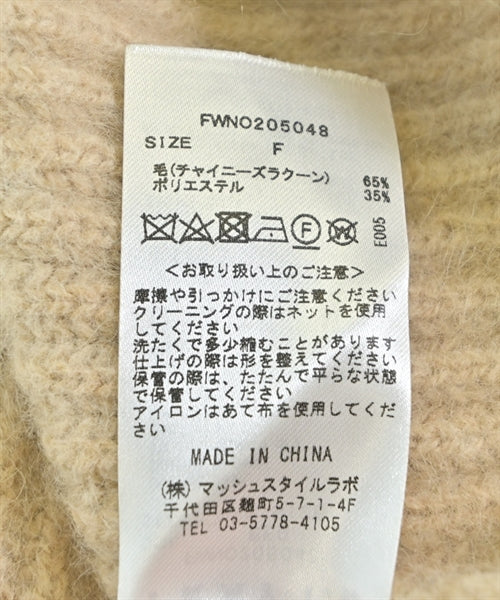 FWNO205048
SIZE F
毛(チャイニーズラクーン) 65%
ポリエステル 35%
F W E005
<お取り扱い上のご注意>
摩擦や引っかけにご注意ください
クリーニングの際はネットを使用
してください
洗たくで多少縮むことがあります
仕上げの際は形を整えてください
保管の際は、たたんで平らな状態
で保管してください
アイロンはあて布を使用してくだ
さい
MADE IN CHINA
(株)マッシュスタイルラボ
千代田区麹町5-7-1-4F
TEL 03-5778-4105